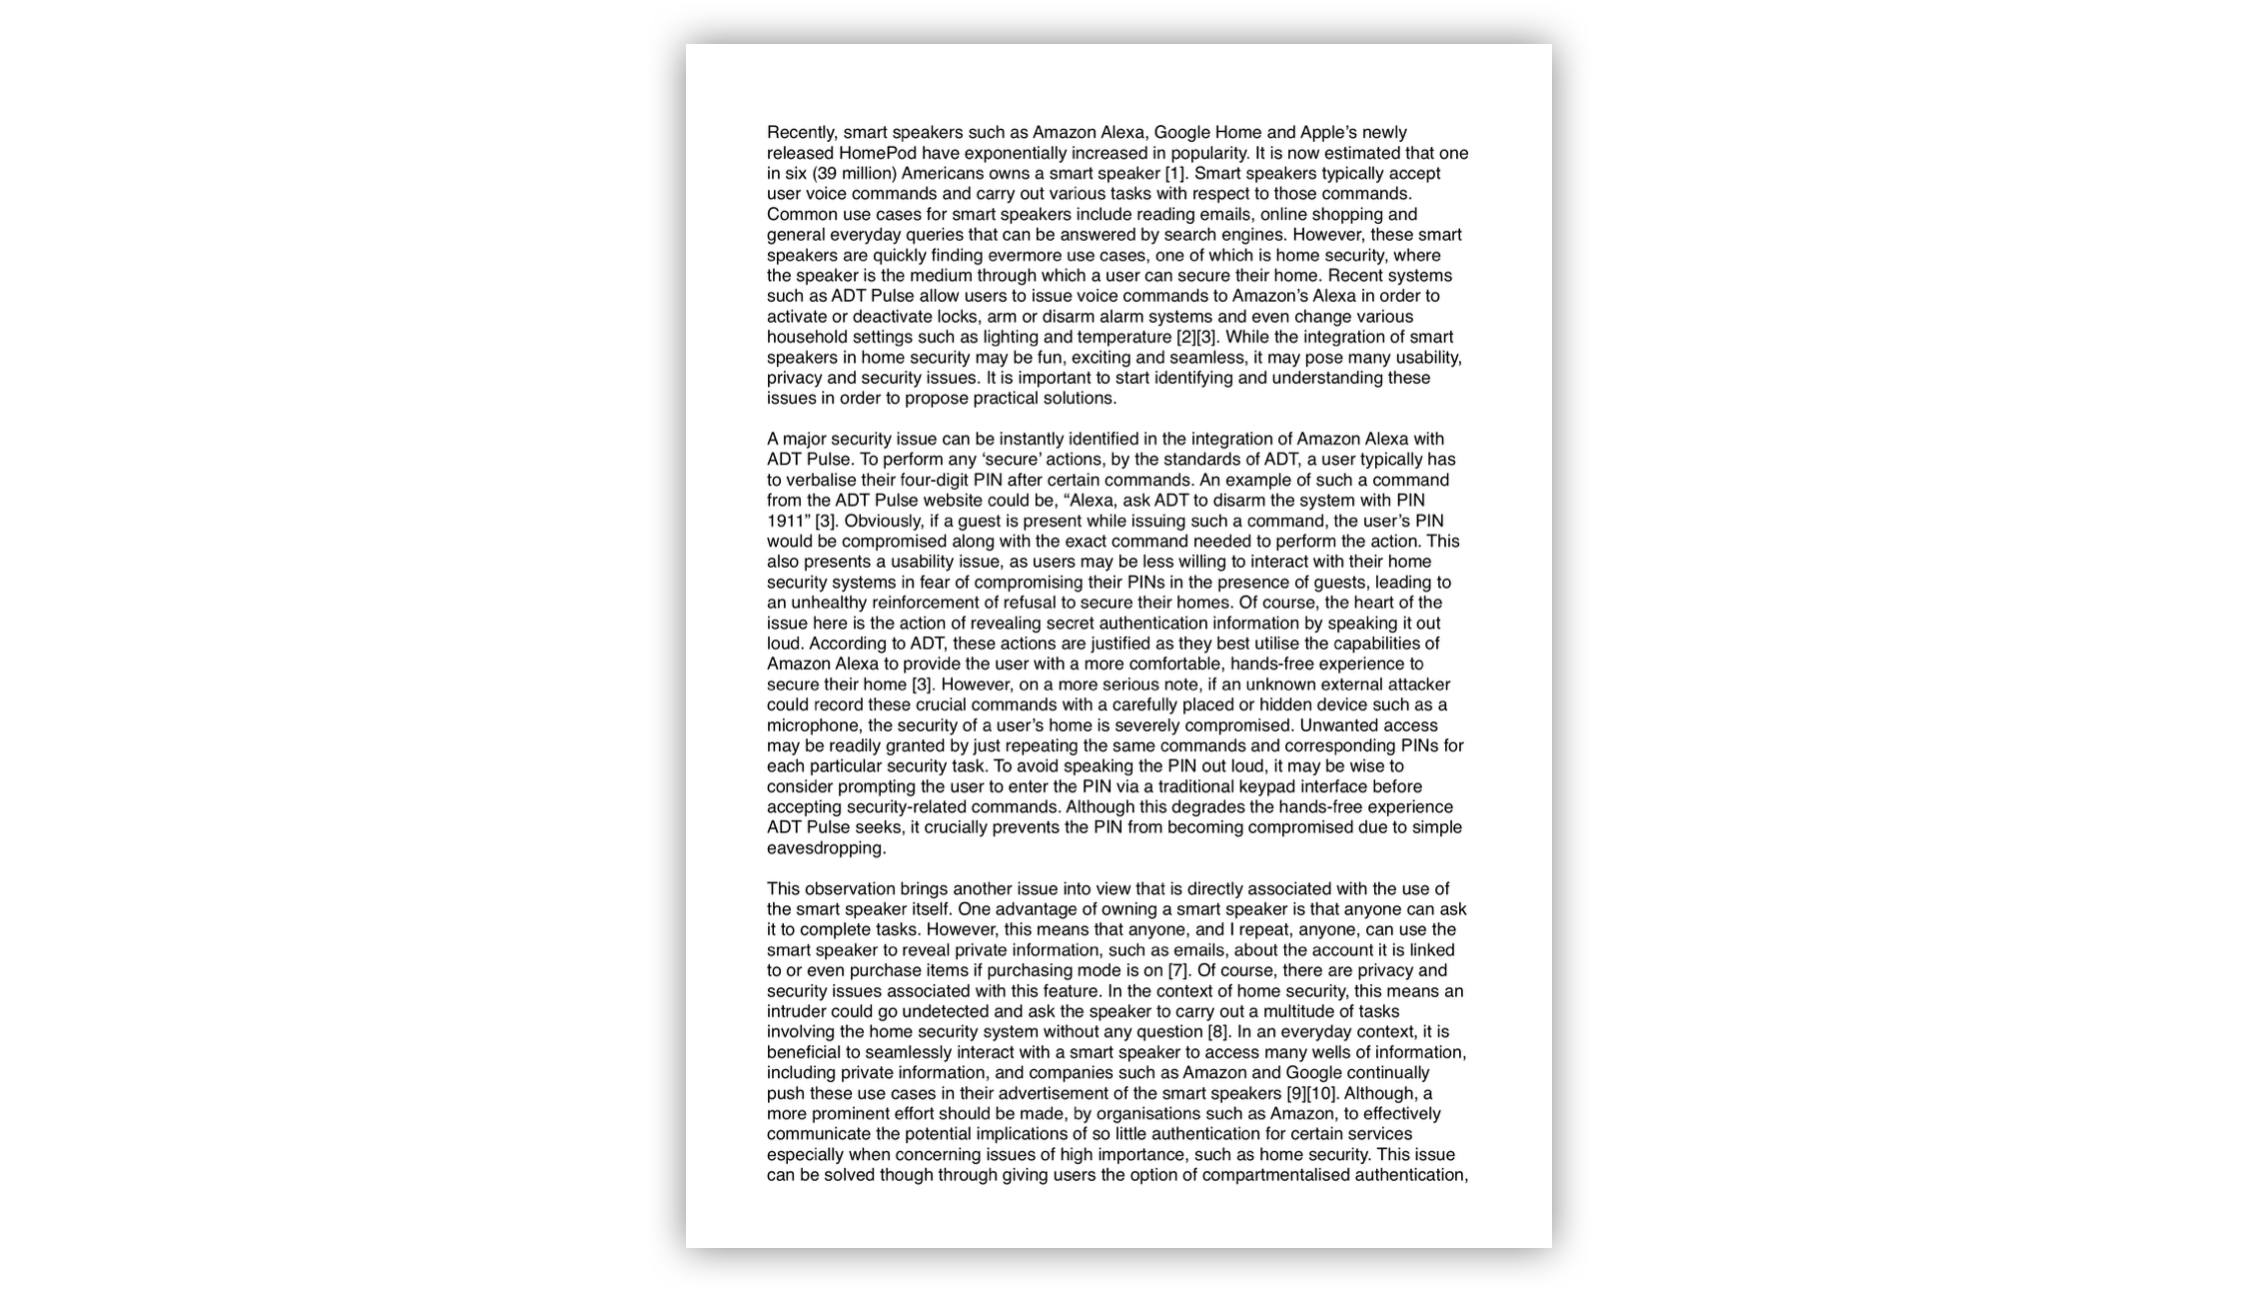 Recently, smart speakers such as Amazon Alexa, Google Home and Apple’s newly
released HomePod have exponentially increased in popularity. It is now estimated that one
in six (39 million) Americans owns a smart speaker [1]. Smart speakers typically accept
user voice commands and carry out various tasks with respect to those commands.
Common use cases for smart speakers include reading emails, online shopping and
general everyday queries that can be answered by search engines. However, these smart
speakers are quickly finding evermore use cases, one of which is home security, where
the speaker is the medium through which a user can secure their home. Recent systems
such as ADT Pulse allow users to issue voice commands to Amazon’s Alexa in order to
activate or deactivate locks, arm or disarm alarm systems and even change various
household settings such as lighting and temperature [2][3]. While the integration of smart
speakers in home security may be fun, exciting and seamless, it may pose many usability,
privacy and security issues. It is important to start identifying and understanding these
issues in order to propose practical solutions.
A major security issue can be instantly identified in the integration of Amazon Alexa with
ADT Pulse. To perform any ‘secure’ actions, by the standards of ADT, a user typically has
to verbalise their four-digit PIN after certain commands. An example of such a command
from the ADT Pulse website could be, “Alexa, ask ADT to disarm the system with PIN
1911” [3]. Obviously, if a guest is present while issuing such a command, the user’s PIN
would be compromised along with the exact command needed to perform the action. This
also presents a usability issue, as users may be less willing to interact with their home
security systems in fear of compromising their PINs in the presence of guests, leading to
an unhealthy reinforcement of refusal to secure their homes. Of course, the heart of the
issue here is the action of revealing secret authentication information by speaking it out
loud. According to ADT, these actions are justified as they best utilise the capabilities of
Amazon Alexa to provide the user with a more comfortable, hands-free experience to
secure their home [3]. However, on a more serious note, if an unknown external attacker
could record these crucial commands with a carefully placed or hidden device such as a
microphone, the security of a user’s home is severely compromised. Unwanted access
may be readily granted by just repeating the same commands and corresponding PINs for
each particular security task. To avoid speaking the PIN out loud, it may be wise to
consider prompting the user to enter the PIN via a traditional keypad interface before
accepting security-related commands. Although this degrades the hands-free experience
ADT Pulse seeks, it crucially prevents the PIN from becoming compromised due to simple
eavesdropping.
This observation brings another issue into view that is directly associated with the use of
the smart speaker itself. One advantage of owning a smart speaker is that anyone can ask
it to complete tasks. However, this means that anyone, and I repeat, anyone, can use the
smart speaker to reveal private information, such as emails, about the account it is linked
to or even purchase items if purchasing mode is on [7]. Of course, there are privacy and
security issues associated with this feature. In the context of home security, this means an
intruder could go undetected and ask the speaker to carry out a multitude of tasks
involving the home security system without any question [8]. In an everyday context, it is
beneficial to seamlessly interact with a smart speaker to access many wells of information,
including private information, and companies such as Amazon and Google continually
push these use cases in their advertisement of the smart speakers [9][10]. Although, a
more prominent effort should be made, by organisations such as Amazon, to effectively
communicate the potential implications of so little authentication for certain services
especially when concerning issues of high importance, such as home security. This issue
can be solved though through giving users the option of compartmentalised authentication,